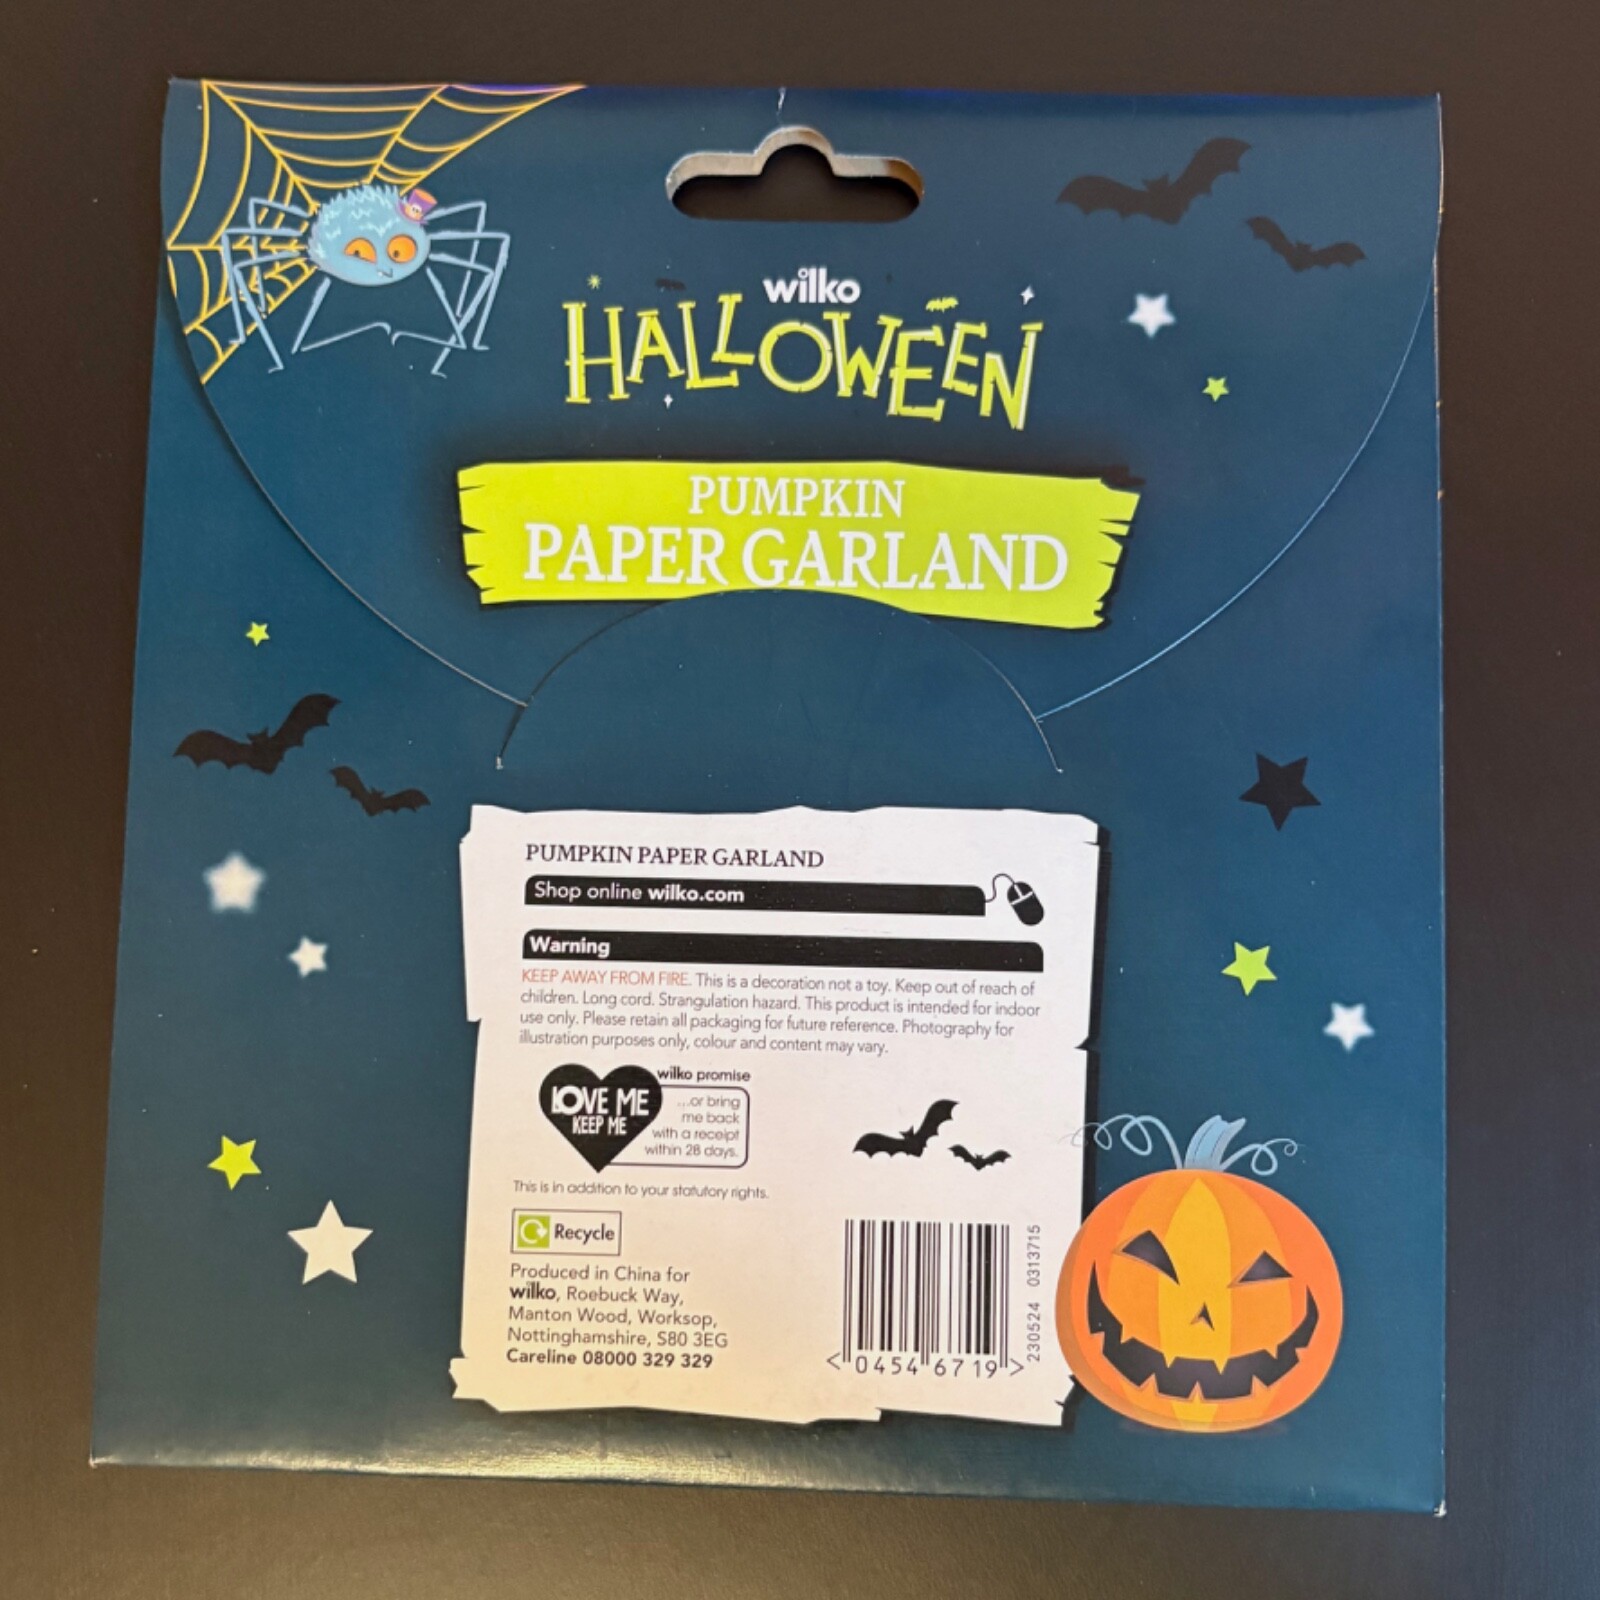 wilko
HALLOWEEN
PUMPKIN
PAPER GARLAND
PUMPKIN PAPER GARLAND
Shop online wilko.com
Warning
KEEP AWAY FROM FIRE. This is a decoration not a toy. Keep out of reach of
children. Long cord. Strangulation hazard. This product is intended for indoor
use only. Please retain all packaging for future reference. Photography for
illustration purposes only, colour and content may vary.
wilko promise
LOVE ME
KEEP ME
...or bring
me back
with a receipt
within 28 days.
This is in addition to your statutory rights.
Recycle
Produced in China for
wilko, Roebuck Way,
Manton Wood, Worksop,
Nottinghamshire, S80 3EG
Careline 08000 329 329
<0454 6719>
230524 0313715